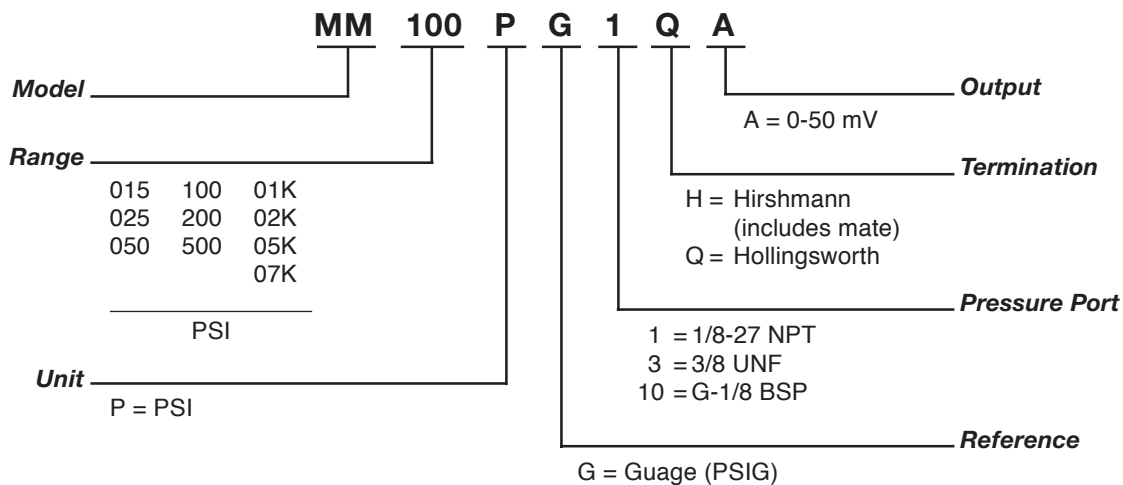 MM 100 P G 1 Q A
Model
Output
A = 0-50 mV
Range
Termination
015 100 01K
025 200 02K
050 500 05K
07K
PSI
H = Hirshmann
(includes mate)
Q = Hollingsworth
Pressure Port
1 = 1/8-27 NPT
3 = 3/8 UNF
10 = G-1/8 BSP
Unit
P = PSI
Reference
G = Guage (PSIG)